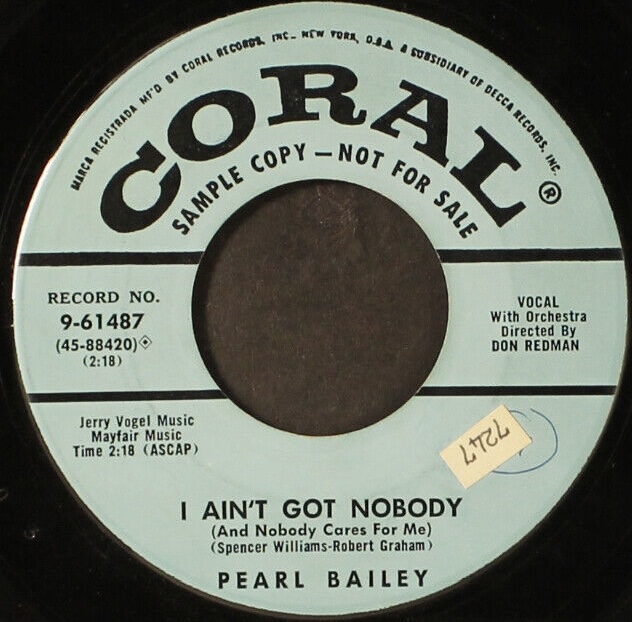 MARCA REGISTRADA MF'D BY CORAL RECORDS, INC.. NEW YORK, U.S.A. A SUBSIDIARY OF DECCA RECORDS, INC.
CORAL®
SAMPLE COPY — NOT FOR SALE
RECORD NO.
9-61487
(45-88420)
(2:18)
VOCAL
With Orchestra
Directed By
DON REDMAN
Jerry Vogel Music
Mayfair Music
Time 2:18 (ASCAP)
7247
I AIN'T GOT NOBODY
(And Nobody Cares For Me)
(Spencer Williams-Robert Graham)
PEARL BAILEY